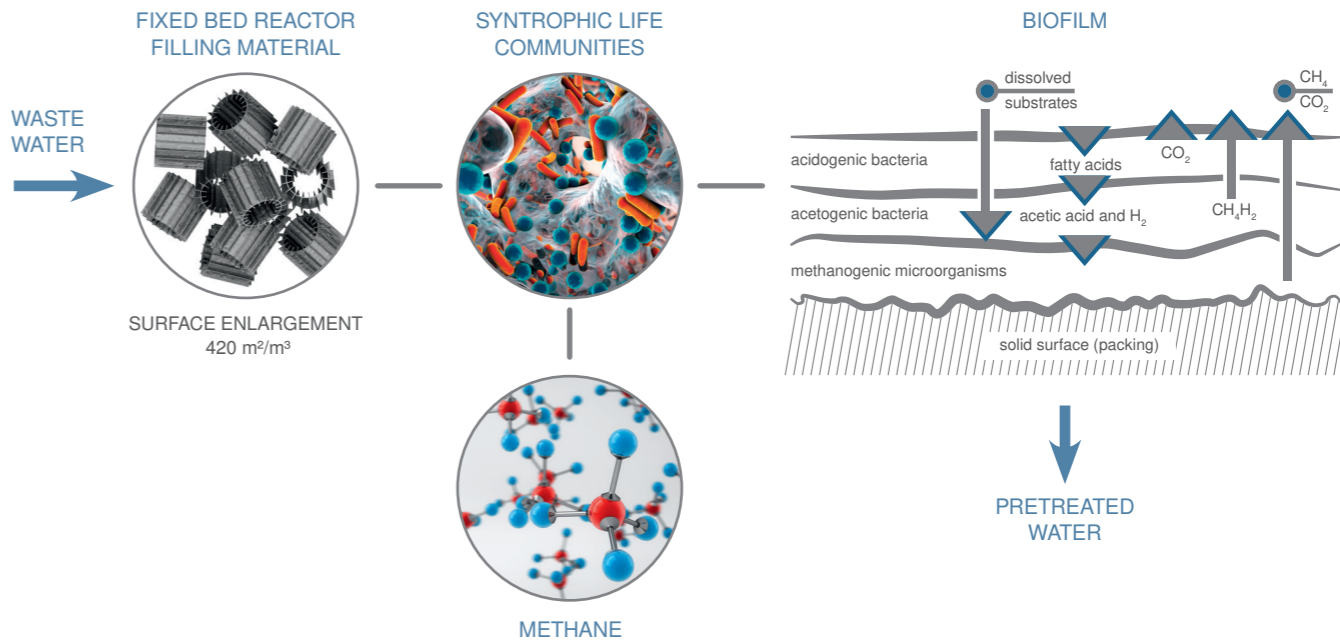 FIXED BED REACTOR
FILLING MATERIAL
SYNTROPHIC LIFE
COMMUNITIES
BIOFILM
WASTE
WATER
dissolved
substrates
CH₄
CO₂
acidogenic bacteria
fatty acids
CO₂
acetogenic bacteria
acetic acid and H₂
CH₄H₂
methanogenic microorganisms
solid surface (packing)
SURFACE ENLARGEMENT
420 m²/m³
PRETREATED
WATER
METHANE